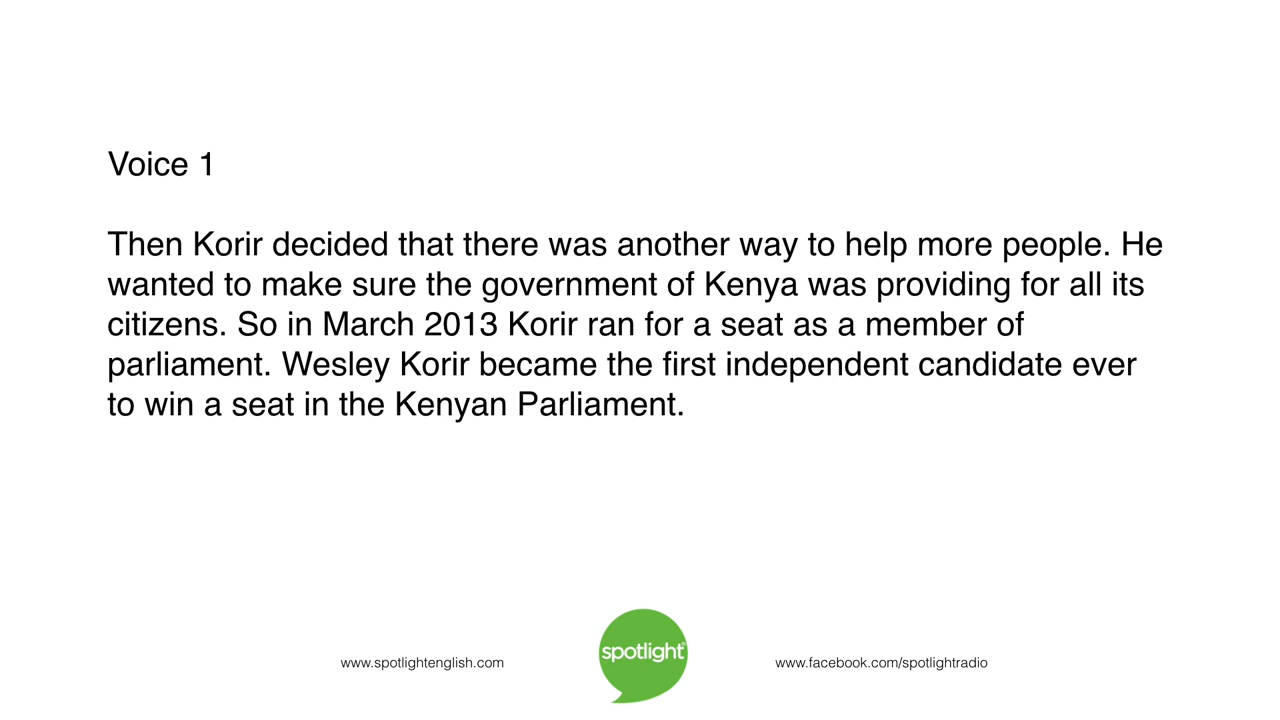 Voice 1
Then Korir decided that there was another way to help more people. He
wanted to make sure the government of Kenya was providing for all its
citizens. So in March 2013 Korir ran for a seat as a member of
parliament. Wesley Korir became the first independent candidate ever
to win a seat in the Kenyan Parliament.
www.spotlightenglish.com
spotlight®
www.facebook.com/spotlightradio